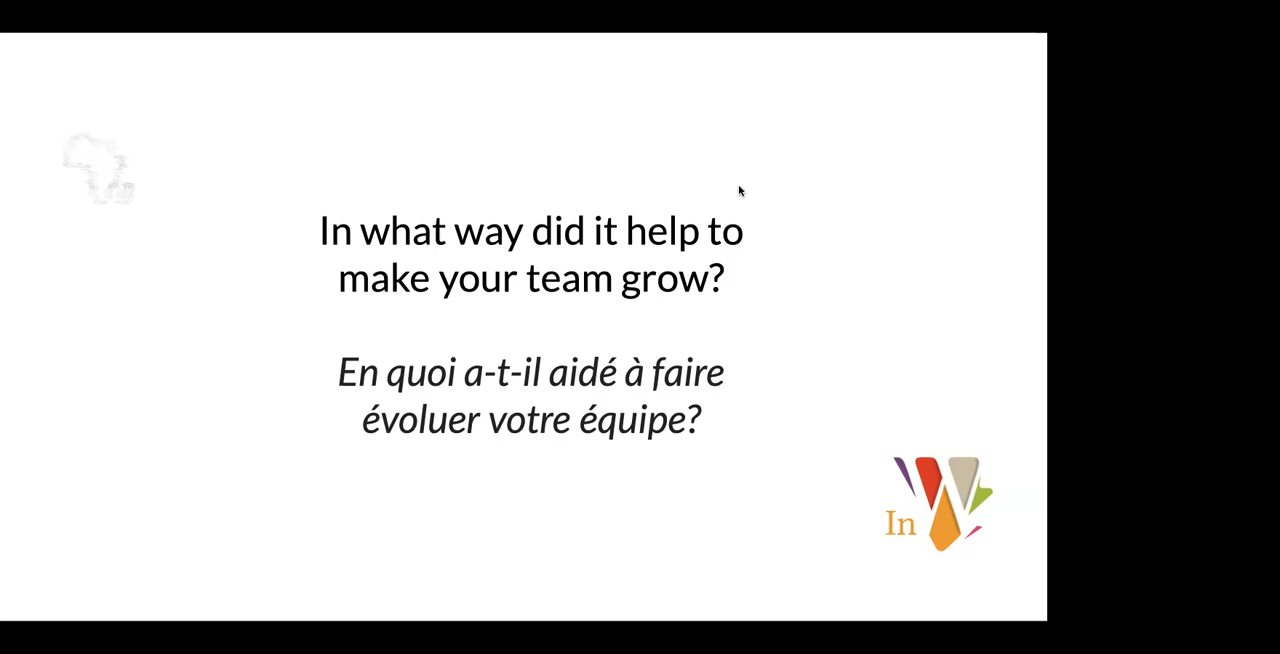 In what way did it help to
make your team grow?
En quoi a-t-il aidé à faire
évoluer votre équipe?
In W